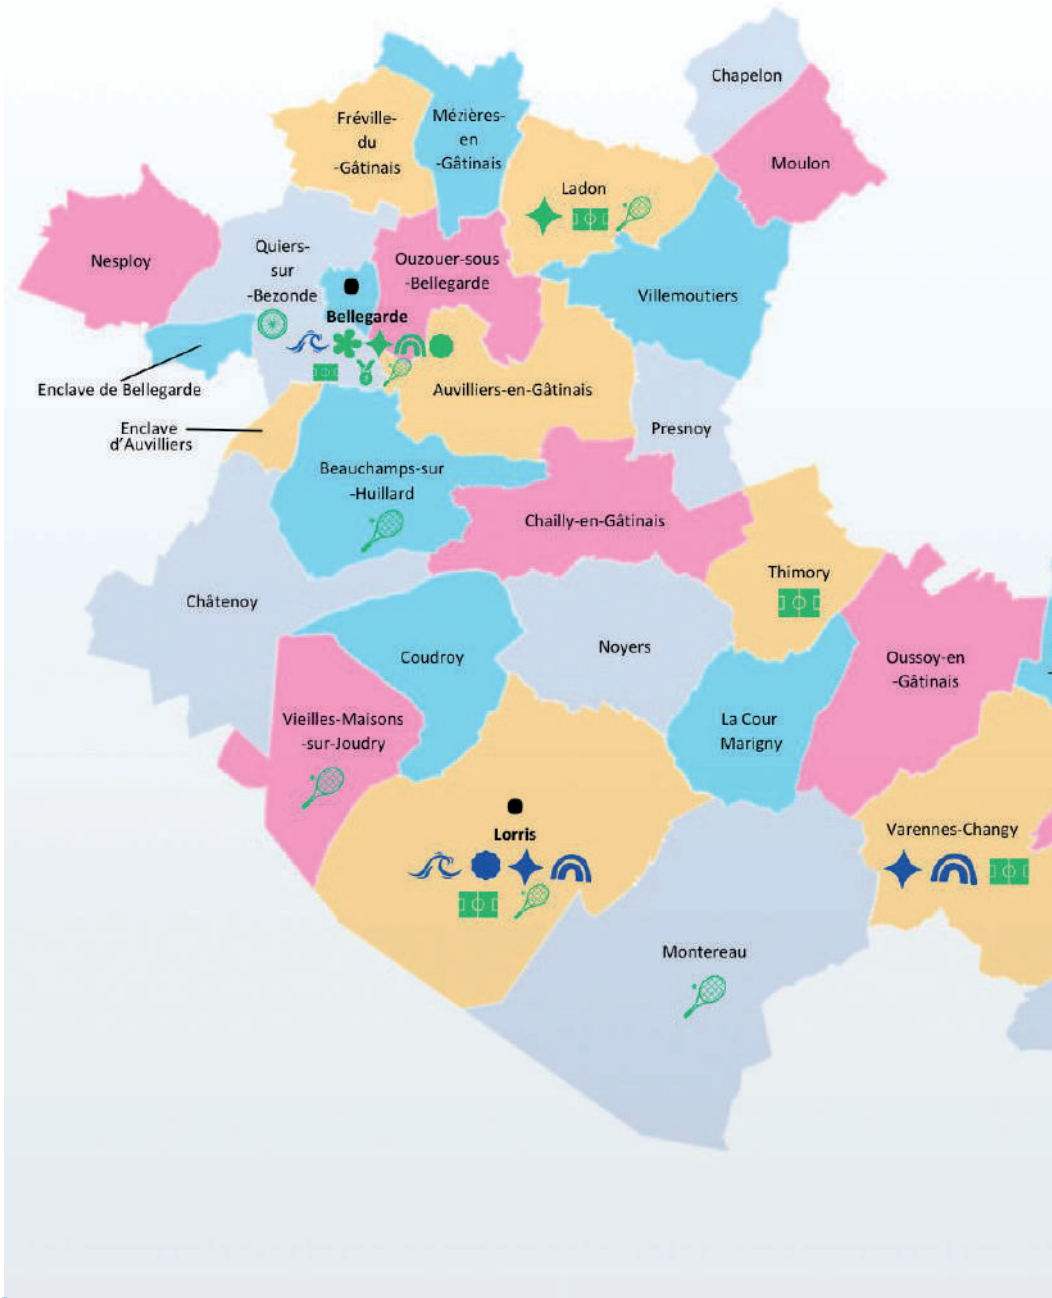 Chapelon
Fréville-
du
-Gâtinais
Mézières-
en
-Gâtinais
Moulon
Ladon
Nesploy
Quiers-
sur
-Bezonde
Ouzouer-sous
-Bellegarde
Villemoutiers
Bellegarde
Enclave de Bellegarde
Auvilliers-en-Gâtinais
Enclave
d'Auvilliers
Presnoy
Beauchamps-sur
-Huillard
Chailly-en-Gâtinais
Thimory
Châtenoy
Noyers
Coudroy
Oussoy-en
-Gâtinais
Vieilles-Maisons
-sur-Joudry
La Cour
Marigny
Lorris
Varennes-Changy
Montereau